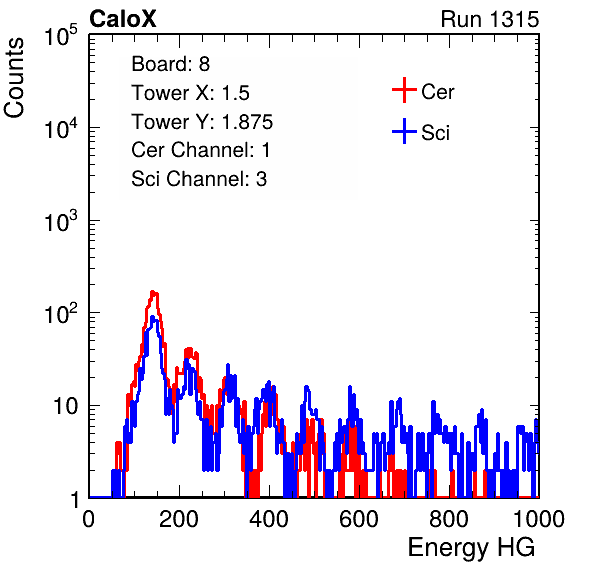 CaloX Run 1315
Counts
Board: 8
Tower X: 1.5
Tower Y: 1.875
Cer Channel: 1
Sci Channel: 3
Cer
Sci
10^5
10^4
10^3
10^2
10
1
0 200 400 600 800 1000
Energy HG